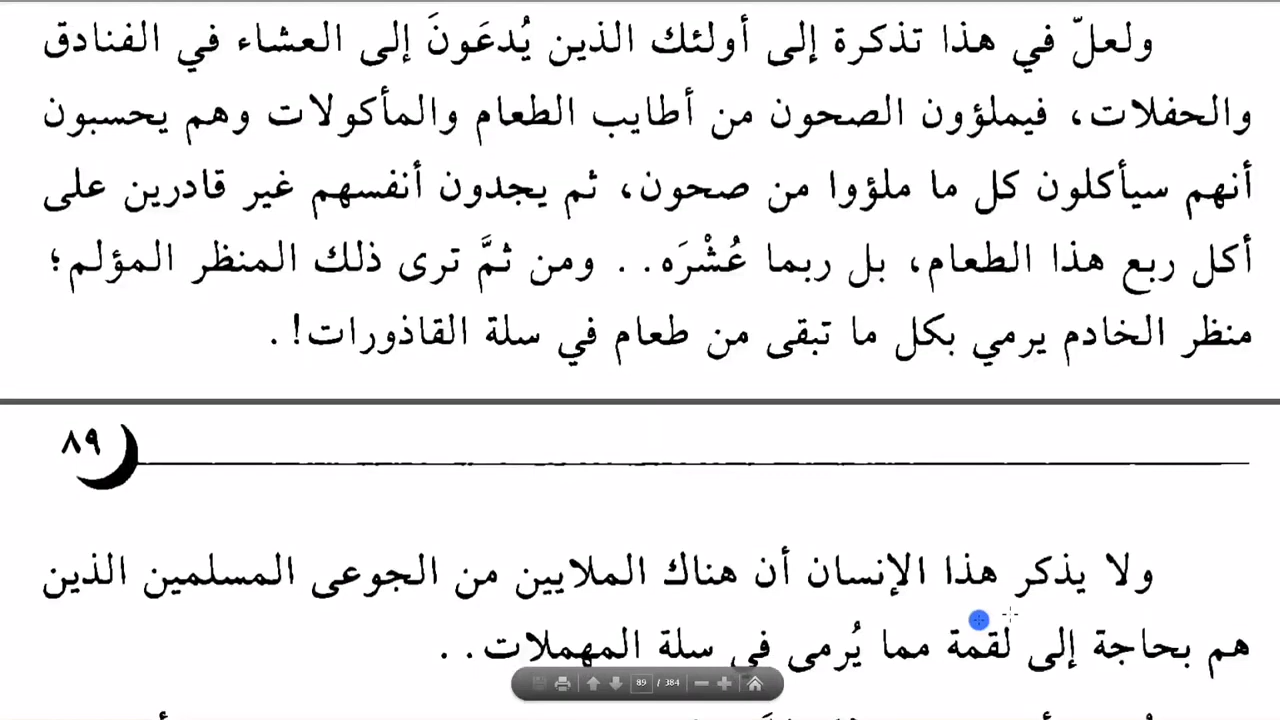 ولعلّ في هذا تذكرة إلى أولئك الذين يُدعَونَ إلى العشاء في الفنادق
والحفلات، فيملؤون الصحون من أطايب الطعام والمأكولات وهم يحسبون
أنهم سيأكلون كل ما ملؤوا من صحون، ثم يجدون أنفسهم غير قادرين على
أكل ربع هذا الطعام، بل ربما عُشْرَه.. ومن ثمَّ ترى ذلك المنظر المؤلم؛
منظر الخادم يرمي بكل ما تبقى من طعام في سلة القاذورات!.
٨٩
ولا يذكر هذا الإنسان أن هناك الملايين من الجوعى المسلمين الذين
هم بحاجة إلى لقمة مما يُرمى في سلة المهملات..
89 / 384